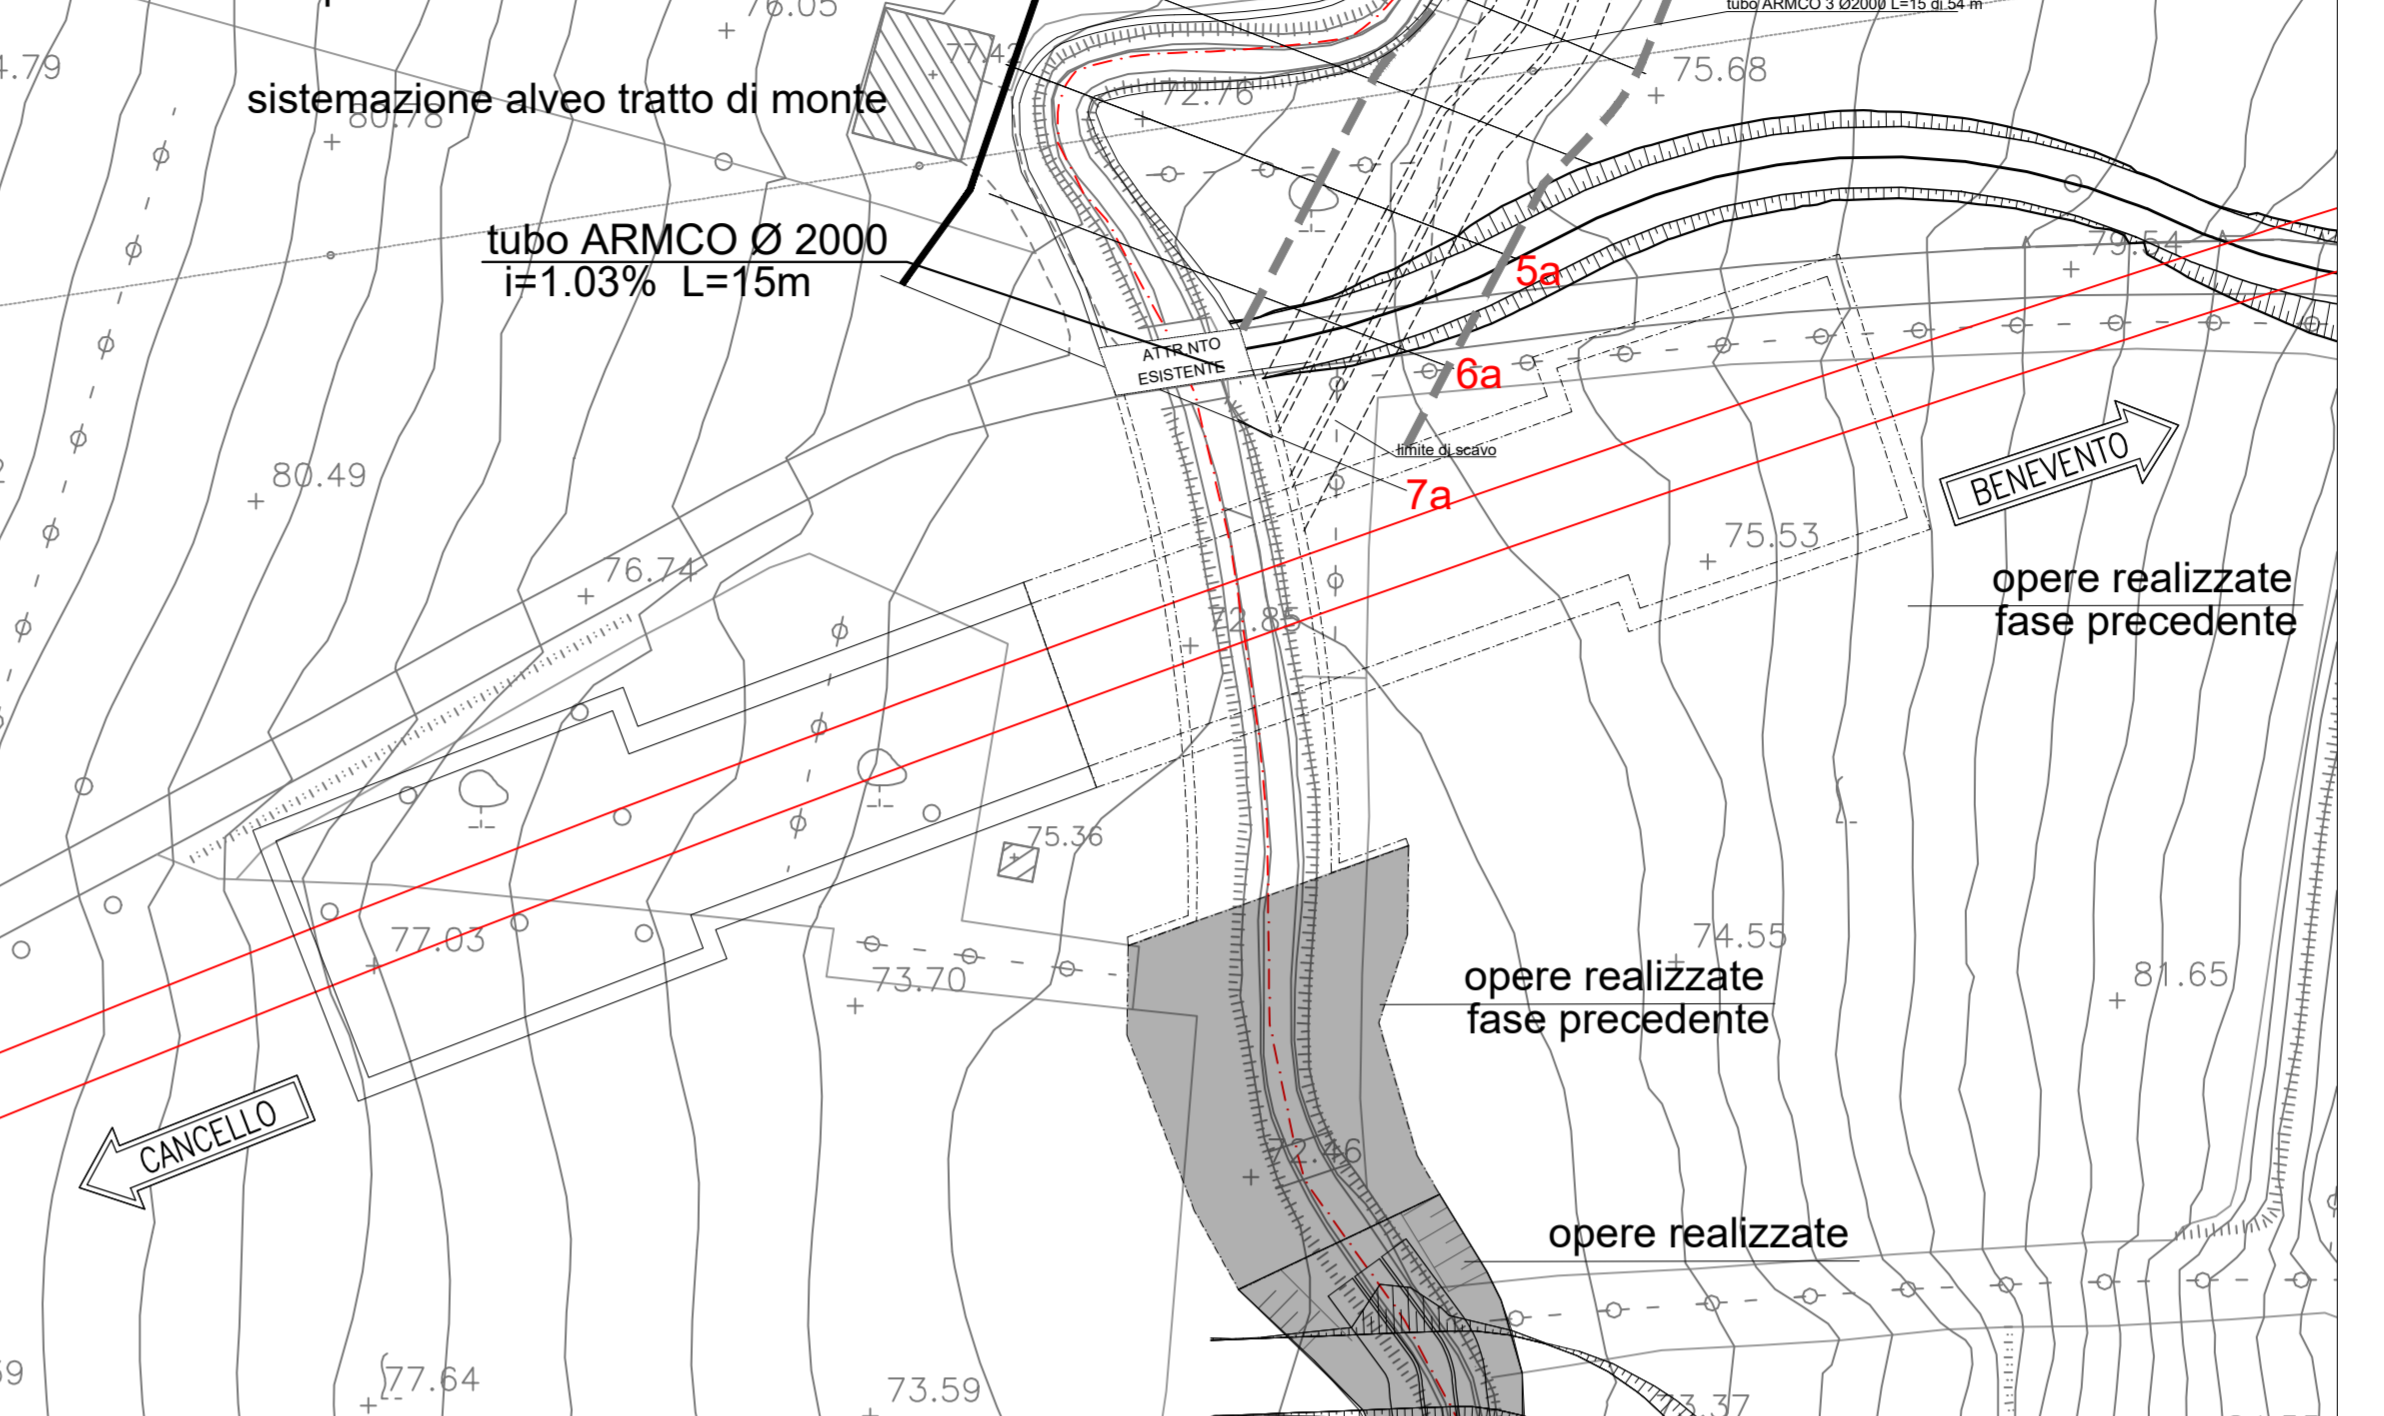 76.05
tubo ARMCO 3 Ø2000 L=15 di 54 m
4.79
77.42
75.68
sistemazione alveo tratto di monte
72.76
80.78
tubo ARMCO Ø 2000
i=1.03% L=15m
79.54
5a
ATTR.NTO
ESISTENTE
6a
limite di scavo
BENEVENTO
80.49
7a
75.53
76.74
opere realizzate
fase precedente
72.85
75.36
77.03
74.55
73.70
opere realizzate
fase precedente
81.65
CANCELLO
72.46
opere realizzate
77.64
73.59
3.37